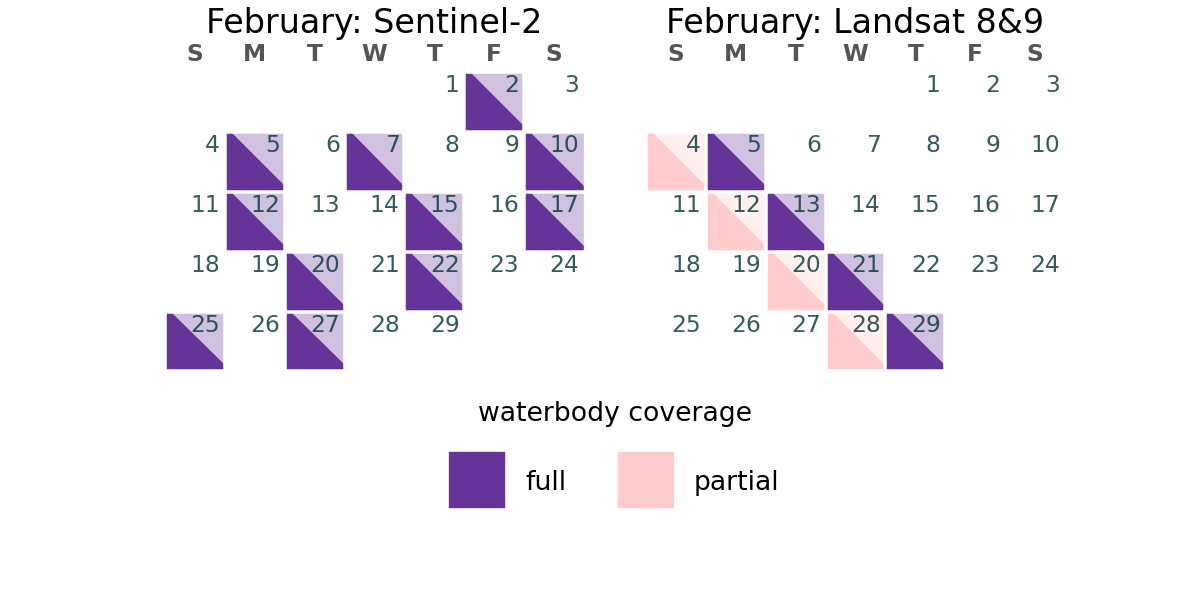 February: Sentinel-2
S M T W T F S
1 2 3
4 5 6 7 8 9 10
11 12 13 14 15 16 17
18 19 20 21 22 23 24
25 26 27 28 29
February: Landsat 8&9
S M T W T F S
1 2 3
4 5 6 7 8 9 10
11 12 13 14 15 16 17
18 19 20 21 22 23 24
25 26 27 28 29
waterbody coverage
full partial